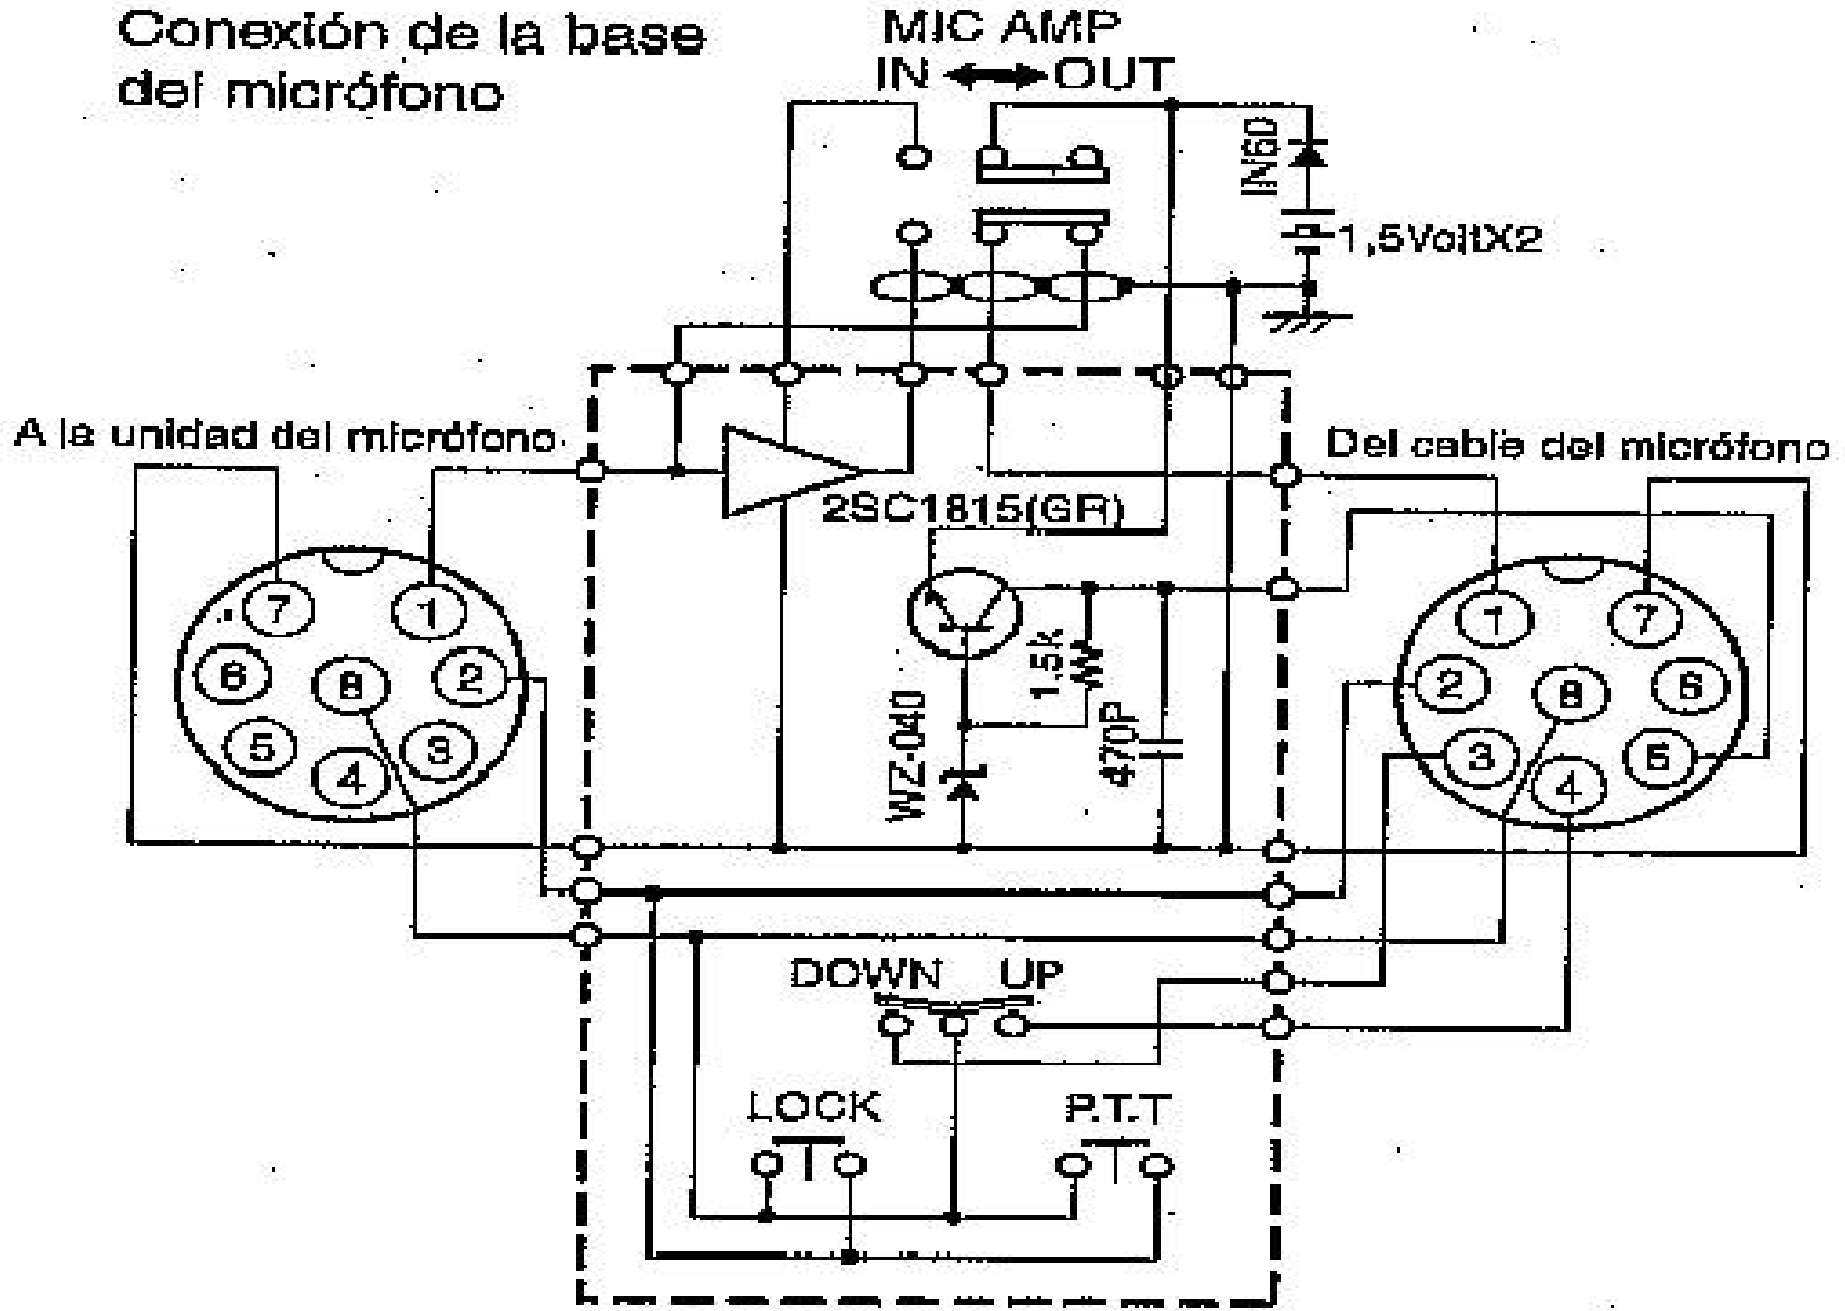 Conexión de la base
del micrófono
MIC AMP
IN OUT
IN60
1,5VoltX2
A la unidad del micrófono
Del cable del micrófono
2SC1815(GR)
7 1
6 8 2
5 4 3
1 7
2 8 6
3 4 5
1.5k
WZ-040
470P
DOWN UP
LOCK P.T.T